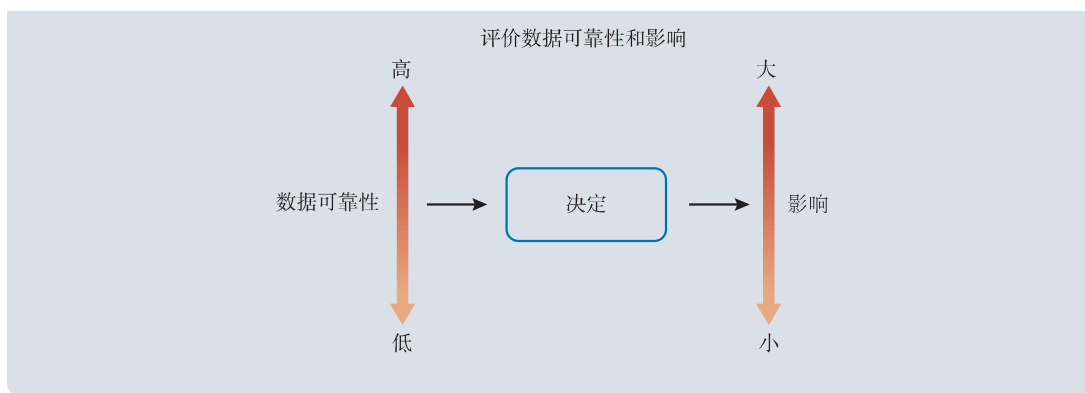 评价数据可靠性和影响
高
大
数据可靠性
决定
影响
低
小